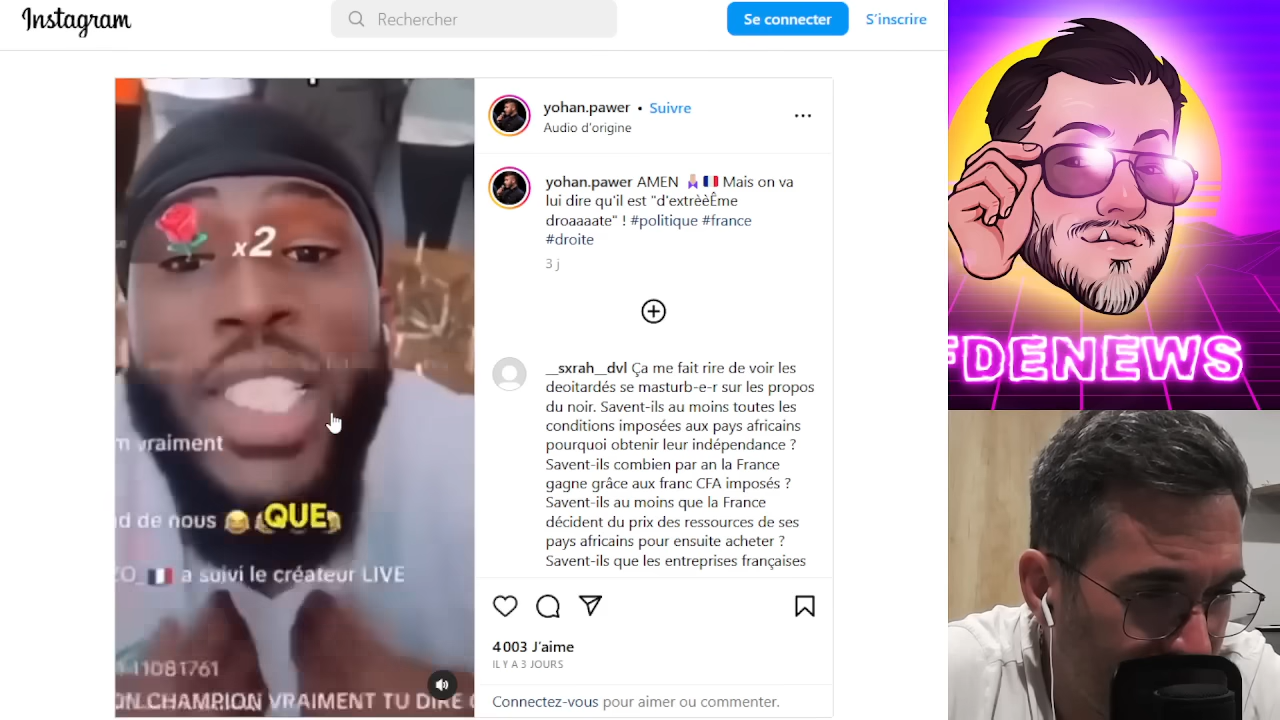 Instagram
Rechercher
Se connecter
S'inscrire
yohan.pawer • Suivre
Audio d'origine
yohan.pawer AMEN 🙏🏼🇫🇷 Mais on va
lui dire qu'il est "d'extrèèÊme
droaaaate" ! #politique #france
#droite
3 j
__sxrah__dvl Ça me fait rire de voir les
deoitardés se masturb-e-r sur les propos
du noir. Savent-ils au moins toutes les
conditions imposées aux pays africains
pourquoi obtenir leur indépendance ?
Savent-ils combien par an la France
gagne grâce aux franc CFA imposés ?
Savent-ils au moins que la France
décident du prix des ressources de ses
pays africains pour ensuite acheter ?
Savent-ils que les entreprises françaises
4 003 J'aime
IL Y A 3 JOURS
Connectez-vous pour aimer ou commenter.
x2
vraiment
de nous 😂
QUE
🇫🇷 a suivi le créateur LIVE
11081761
CHAMPION VRAIMENT TU DIRE
FDENEWS